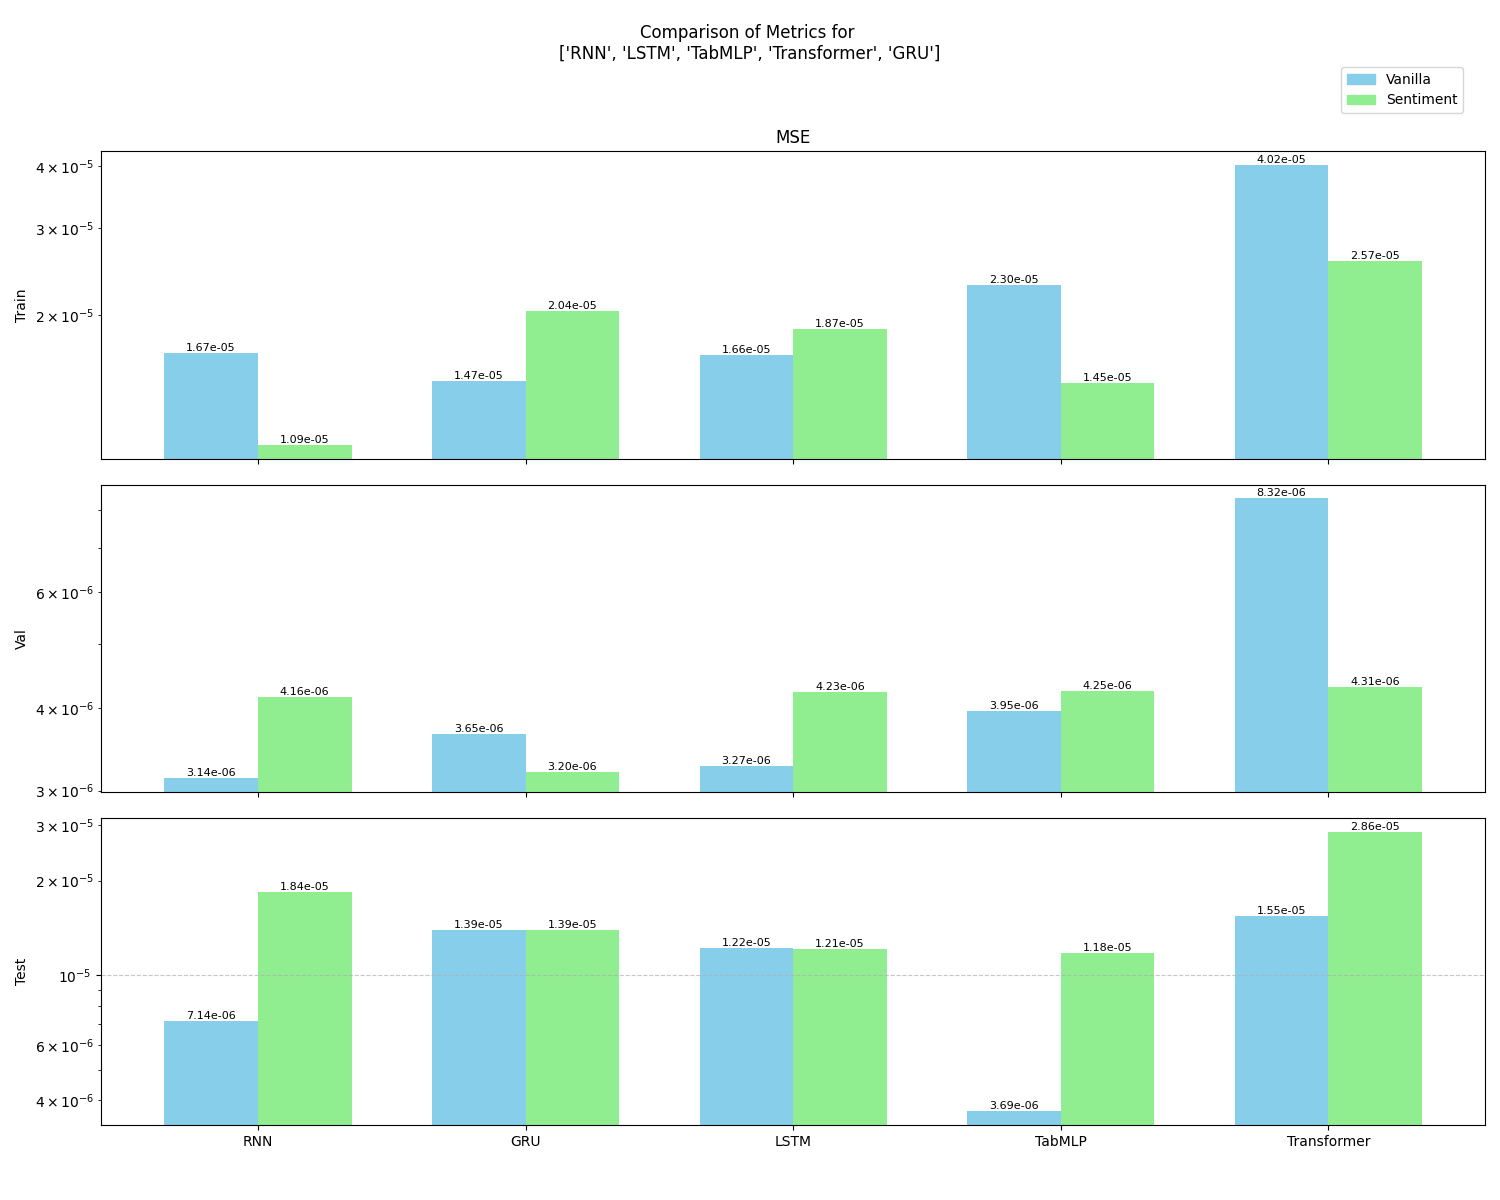 Comparison of Metrics for
['RNN', 'LSTM', 'TabMLP', 'Transformer', 'GRU']
Vanilla
Sentiment
MSE
Train
4 × 10⁻⁵
3 × 10⁻⁵
2 × 10⁻⁵
1.67e-05
1.09e-05
1.47e-05
2.04e-05
1.66e-05
1.87e-05
2.30e-05
1.45e-05
4.02e-05
2.57e-05
Val
6 × 10⁻⁶
4 × 10⁻⁶
3 × 10⁻⁶
3.14e-06
4.16e-06
3.65e-06
3.20e-06
3.27e-06
4.23e-06
3.95e-06
4.25e-06
8.32e-06
4.31e-06
Test
3 × 10⁻⁵
2 × 10⁻⁵
10⁻⁵
6 × 10⁻⁶
4 × 10⁻⁶
7.14e-06
1.84e-05
1.39e-05
1.39e-05
1.22e-05
1.21e-05
3.69e-06
1.18e-05
1.55e-05
2.86e-05
RNN
GRU
LSTM
TabMLP
Transformer